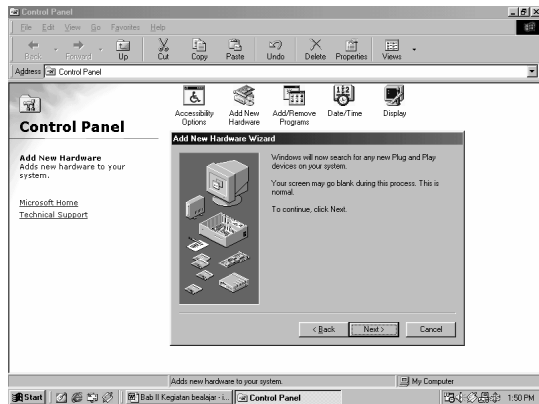 Control Panel
File Edit View Go Favorites Help
Back Forward Up Cut Copy Paste Undo Delete Properties Views
Address Control Panel
Control Panel
Add New Hardware
Adds new hardware to your
system.
Microsoft Home
Technical Support
Accessibility
Options
Add New
Hardware
Add/Remove
Programs
Date/Time
Display
Add New Hardware Wizard
Windows will now search for any new Plug and Play
devices on your system.
Your screen may go blank during this process. This is
normal.
To continue, click Next.
< Back Next > Cancel
Adds new hardware to your system. My Computer
Start Bab II Kegiatan bealajar - i... Control Panel 1:50 PM